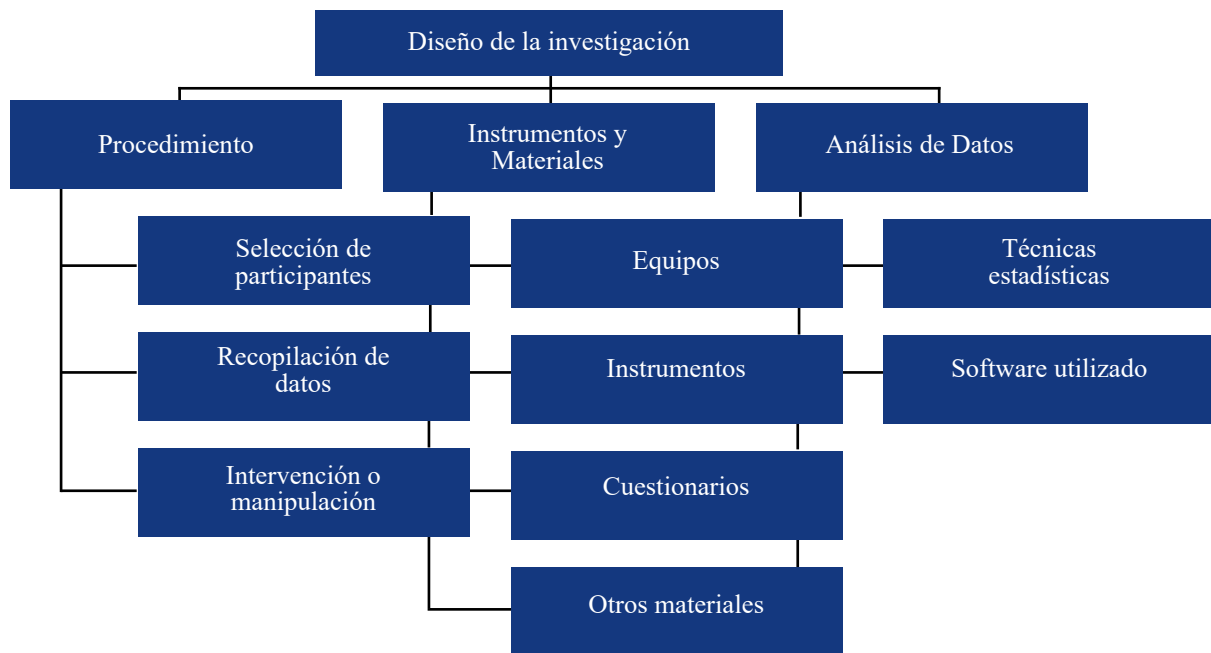 Diseño de la investigación
Procedimiento
Instrumentos y
Materiales
Análisis de Datos
Selección de
participantes
Equipos
Técnicas
estadísticas
Recopilación de
datos
Instrumentos
Software utilizado
Intervención o
manipulación
Cuestionarios
Otros materiales